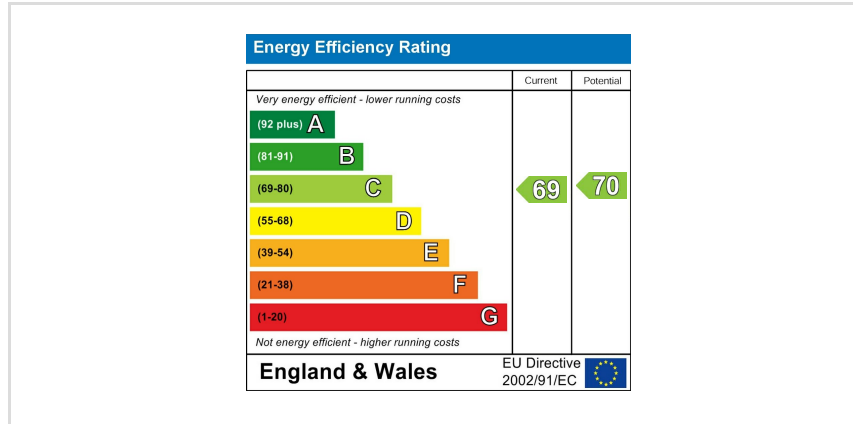 Energy Efficiency Rating
Current Potential
Very energy efficient - lower running costs
(92 plus) A
(81-91) B
(69-80) C
69 70
(55-68) D
(39-54) E
(21-38) F
(1-20) G
Not energy efficient - higher running costs
England & Wales
EU Directive
2002/91/EC